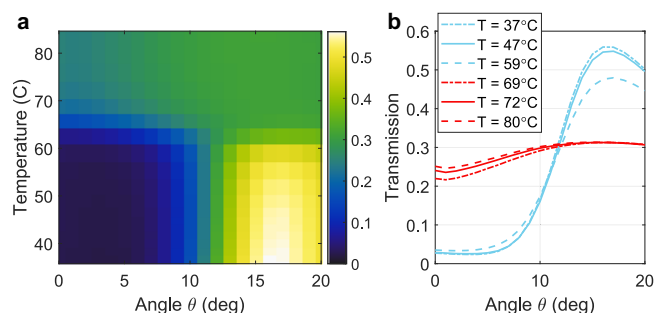 a
80
70
60
50
40
Temperature (C)
0
5
10
15
20
Angle θ (deg)
0.5
0.4
0.3
0.2
0.1
0
b
0.6
0.5
0.4
0.3
0.2
0.1
0
Transmission
T = 37°C
T = 47°C
T = 59°C
T = 69°C
T = 72°C
T = 80°C
0
10
20
Angle θ (deg)